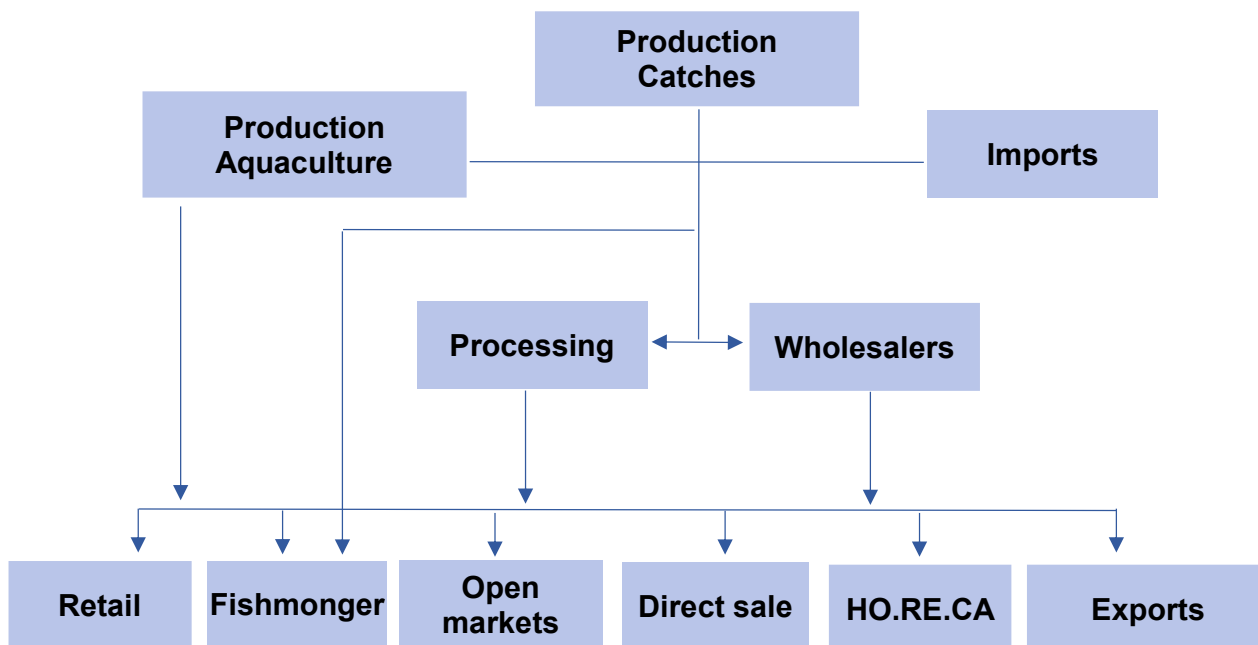 Production
Catches
Production
Aquaculture
Imports
Processing
Wholesalers
Retail
Fishmonger
Open
markets
Direct sale
HO.RE.CA
Exports